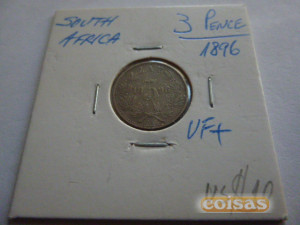 SOUTH AFRICA
3 PENCE
1896
VF+
coisas